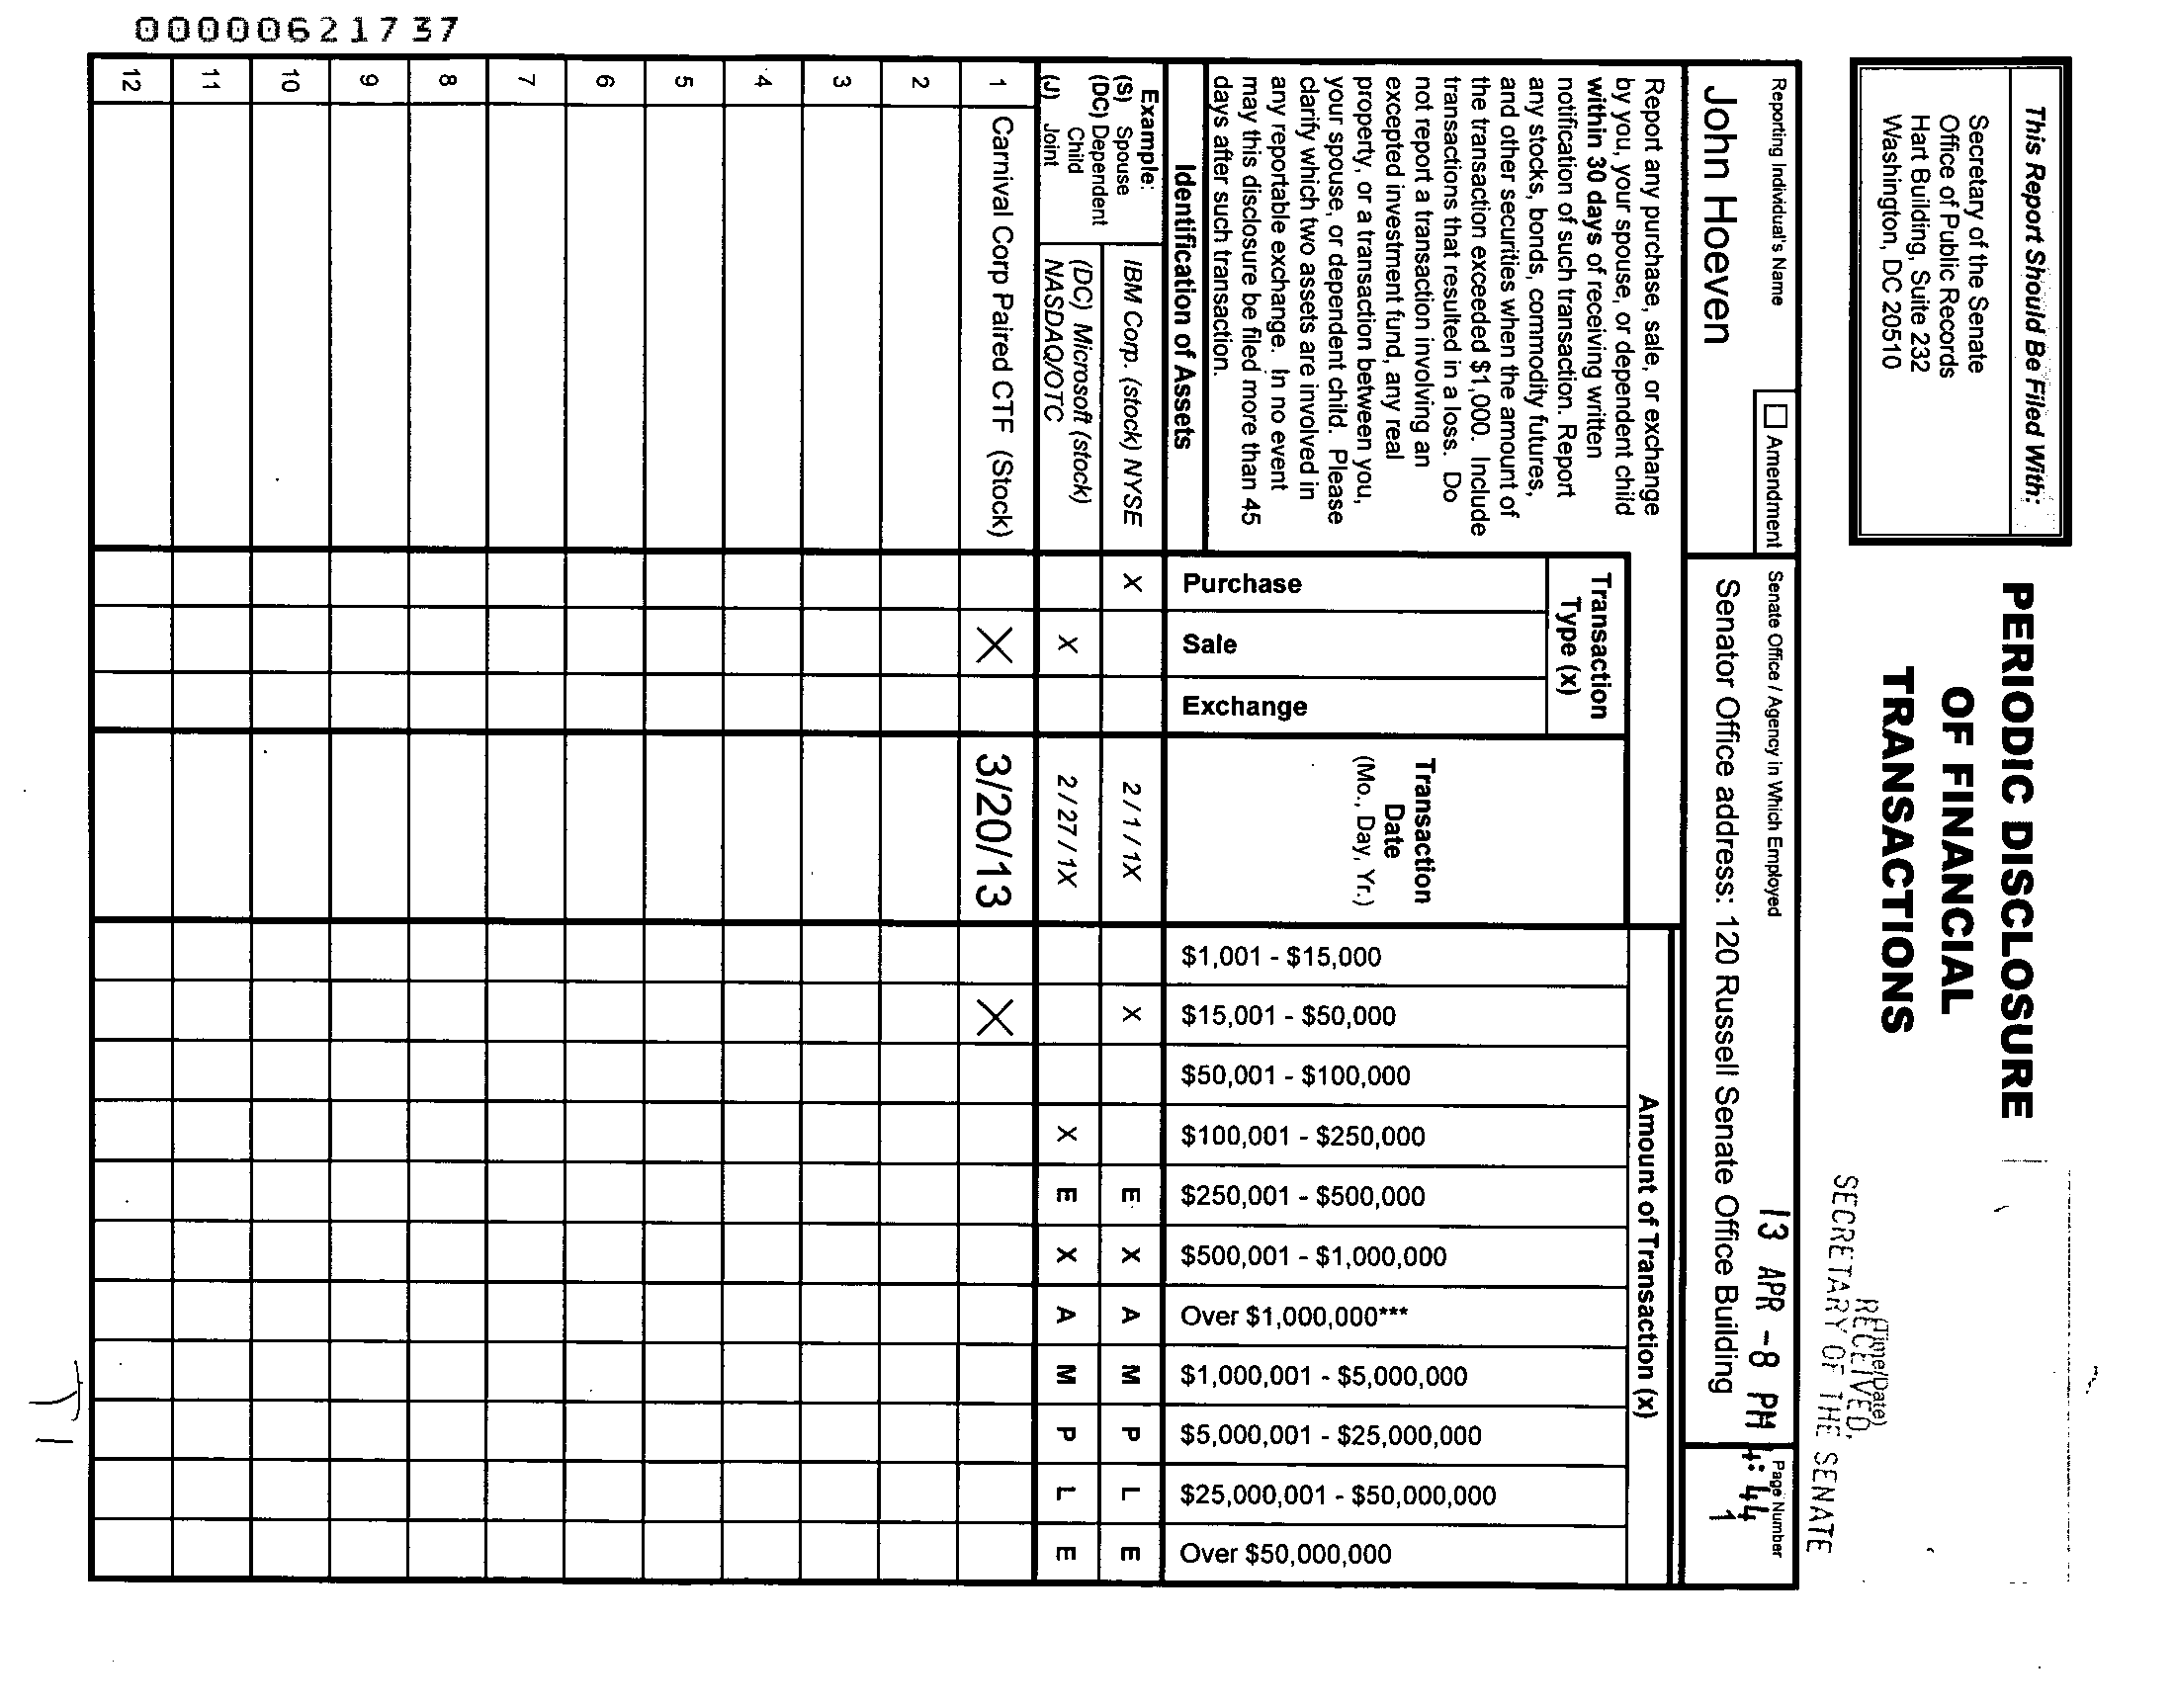 00000621737
This Report Should Be Filed With:
Secretary of the Senate
Office of Public Records
Hart Building, Suite 232
Washington, DC 20510
PERIODIC DISCLOSURE
OF FINANCIAL
TRANSACTIONS
(Time/Date)
RECEIVED
SECRETARY OF THE SENATE
13 APR -8 PM 4:44
Reporting Individual's Name
John Hoeven
Amendment
Senate Office / Agency in Which Employed
Senator Office address: 120 Russell Senate Office Building
Page Number
1
Report any purchase, sale, or exchange
by you, your spouse, or dependent child
within 30 days of receiving written
notification of such transaction. Report
any stocks, bonds, commodity futures,
and other securities when the amount of
the transaction exceeded $1,000. Include
transactions that resulted in a loss. Do
not report a transaction involving an
excepted investment fund, any real
property, or a transaction between you,
your spouse, or dependent child. Please
clarify which two assets are involved in
any reportable exchange. In no event
may this disclosure be filed more than 45
days after such transaction.
Identification of Assets
Transaction
Type (x)
Purchase
Sale
Exchange
Transaction
Date
(Mo., Day, Yr.)
Amount of Transaction (x)
$1,001 - $15,000
$15,001 - $50,000
$50,001 - $100,000
$100,001 - $250,000
$250,001 - $500,000
$500,001 - $1,000,000
Over $1,000,000***
$1,000,001 - $5,000,000
$5,000,001 - $25,000,000
$25,000,001 - $50,000,000
Over $50,000,000
Example:
(S) Spouse
(DC) Dependent
Child
(J) Joint
IBM Corp. (stock) NYSE X 2 / 1 / 1X X E X A M P L E
(DC) Microsoft (stock)
NASDAQ/OTC X 2 / 27 / 1X X E X A M P L E
1 Carnival Corp Paired CTF (Stock) X 3/20/13 X
2
3
4
5
6
7
8
9
10
11
12